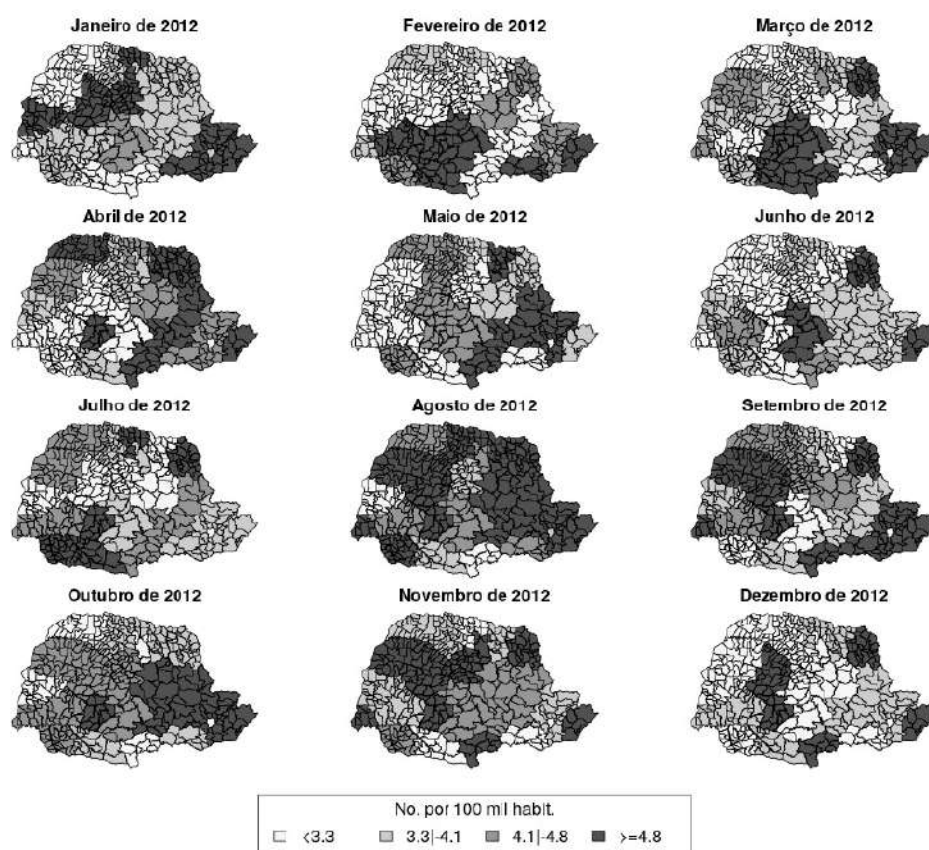 Janeiro de 2012
Fevereiro de 2012
Março de 2012
Abril de 2012
Maio de 2012
Junho de 2012
Julho de 2012
Agosto de 2012
Setembro de 2012
Outubro de 2012
Novembro de 2012
Dezembro de 2012
No. por 100 mil habit.
<3.3 3.3|-4.1 4.1|-4.8 >=4.8